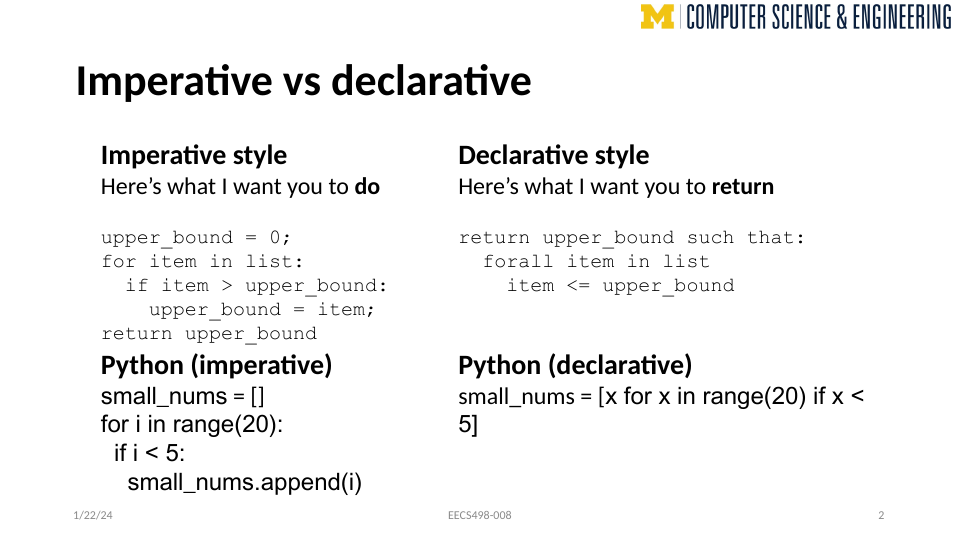 M | COMPUTER SCIENCE & ENGINEERING
Imperative vs declarative
Imperative style
Here’s what I want you to do
upper_bound = 0;
for item in list:
  if item > upper_bound:
    upper_bound = item;
return upper_bound
Python (imperative)
small_nums = []
for i in range(20):
  if i < 5:
    small_nums.append(i)
Declarative style
Here’s what I want you to return
return upper_bound such that:
  forall item in list
    item <= upper_bound
Python (declarative)
small_nums = [x for x in range(20) if x <
5]
1/22/24
EECS498-008
2